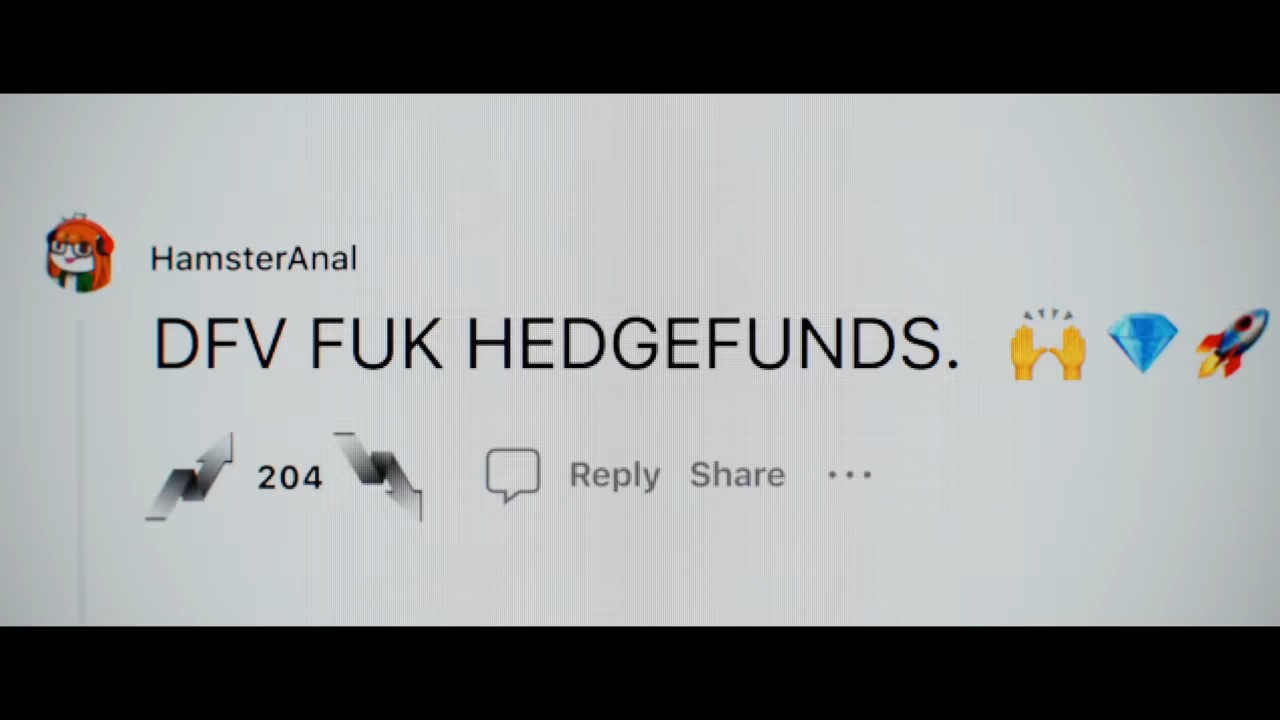 HamsterAnal
DFV FUK HEDGEFUNDS. 🙌 💎 🚀
204 Reply Share ...